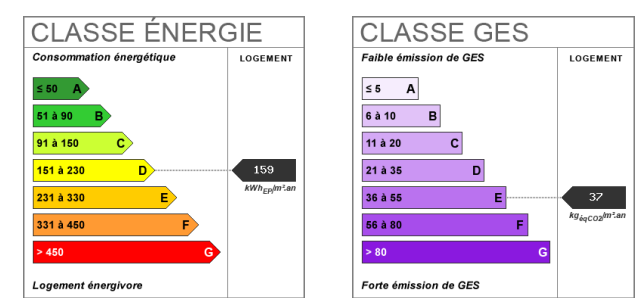 CLASSE ÉNERGIE
Consommation énergétique
LOGEMENT
≤ 50 A
51 à 90 B
91 à 150 C
151 à 230 D
159
kWhEP/m².an
231 à 330 E
331 à 450 F
> 450 G
Logement énergivore
CLASSE GES
Faible émission de GES
LOGEMENT
≤ 5 A
6 à 10 B
11 à 20 C
21 à 35 D
36 à 55 E
37
kgéqCO2/m².an
56 à 80 F
> 80 G
Forte émission de GES